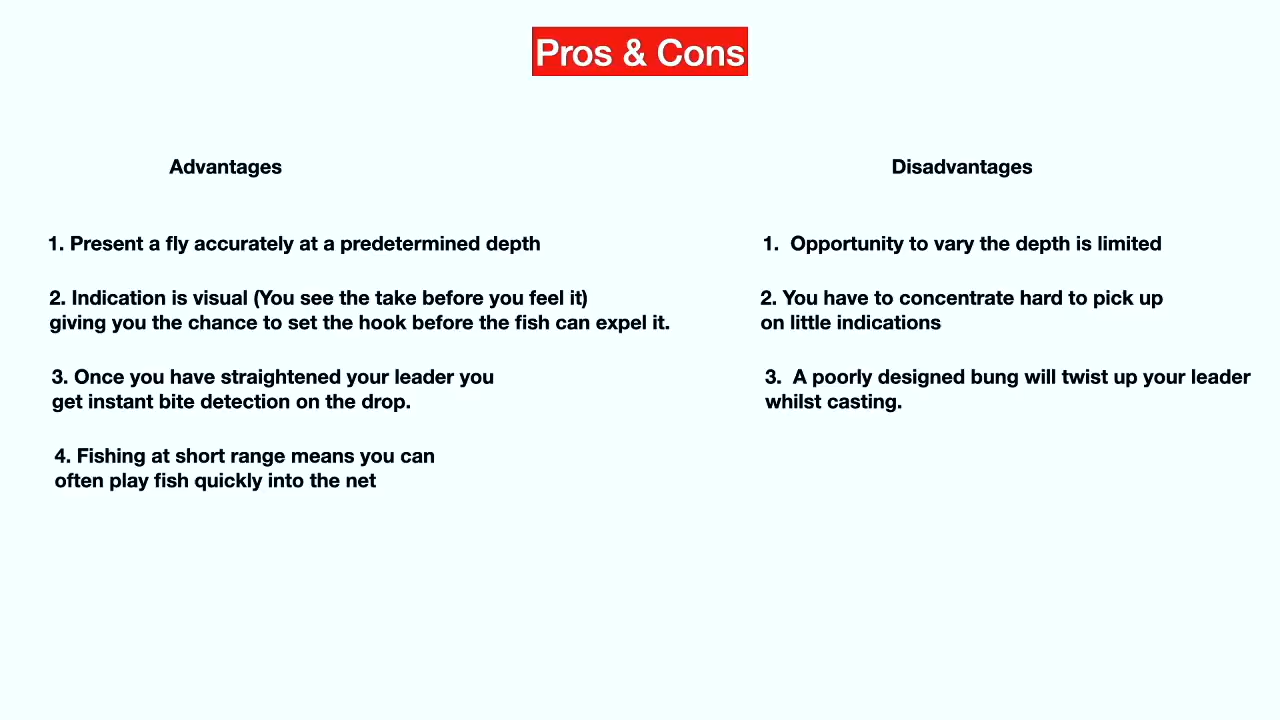 Pros & Cons
Advantages
1. Present a fly accurately at a predetermined depth
2. Indication is visual (You see the take before you feel it)
giving you the chance to set the hook before the fish can expel it.
3. Once you have straightened your leader you
get instant bite detection on the drop.
4. Fishing at short range means you can
often play fish quickly into the net
Disadvantages
1. Opportunity to vary the depth is limited
2. You have to concentrate hard to pick up
on little indications
3. A poorly designed bung will twist up your leader
whilst casting.